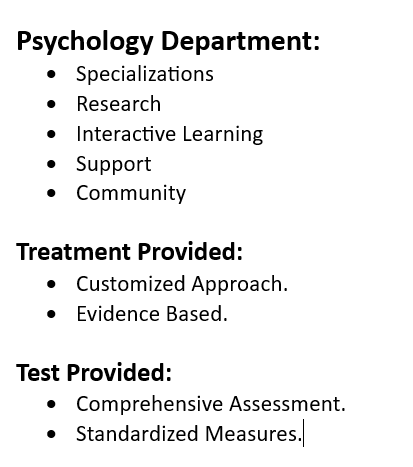 Psychology Department:
• Specializations
• Research
• Interactive Learning
• Support
• Community
Treatment Provided:
• Customized Approach.
• Evidence Based.
Test Provided:
• Comprehensive Assessment.
• Standardized Measures.